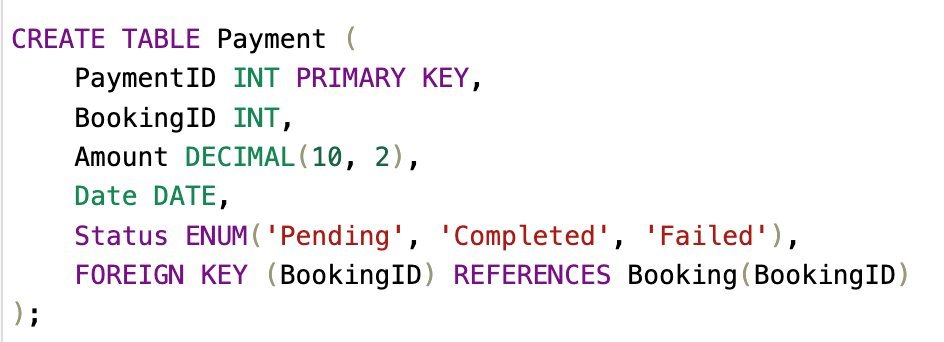 CREATE TABLE Payment (
    PaymentID INT PRIMARY KEY,
    BookingID INT,
    Amount DECIMAL(10, 2),
    Date DATE,
    Status ENUM('Pending', 'Completed', 'Failed'),
    FOREIGN KEY (BookingID) REFERENCES Booking(BookingID)
);